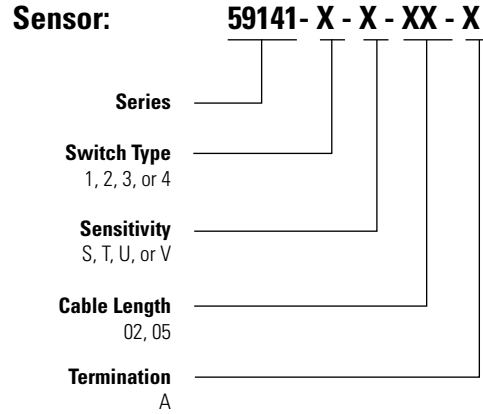 Sensor: 59141- X - X - XX - X
Series
Switch Type
1, 2, 3, or 4
Sensitivity
S, T, U, or V
Cable Length
02, 05
Termination
A